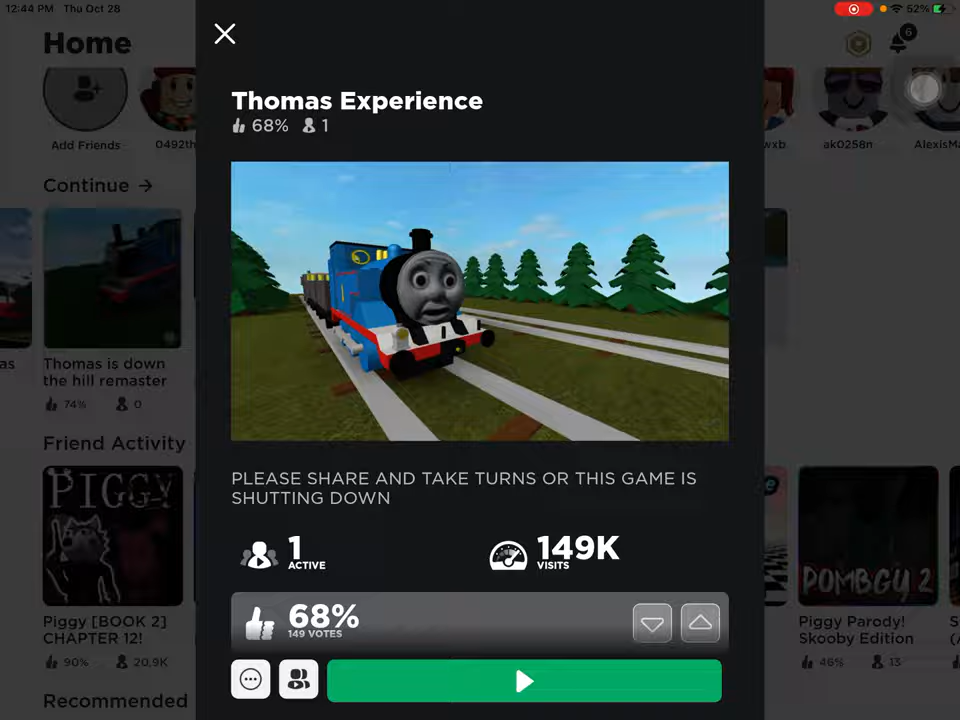 12:44 PM Thu Oct 28
52%
Home
6
Thomas Experience
68% 1
Add Friends
0492th
wxb
ak0258n
AlexisMa
Continue →
as
Thomas is down
the hill remaster
74% 0
PLEASE SHARE AND TAKE TURNS OR THIS GAME IS
SHUTTING DOWN
Friend Activity
1
ACTIVE
149K
VISITS
PIGGY
POMBGY 2
68%
149 VOTES
Piggy [BOOK 2]
CHAPTER 12!
90% 20.9K
Piggy Parody!
Skooby Edition
46% 13
Recommended